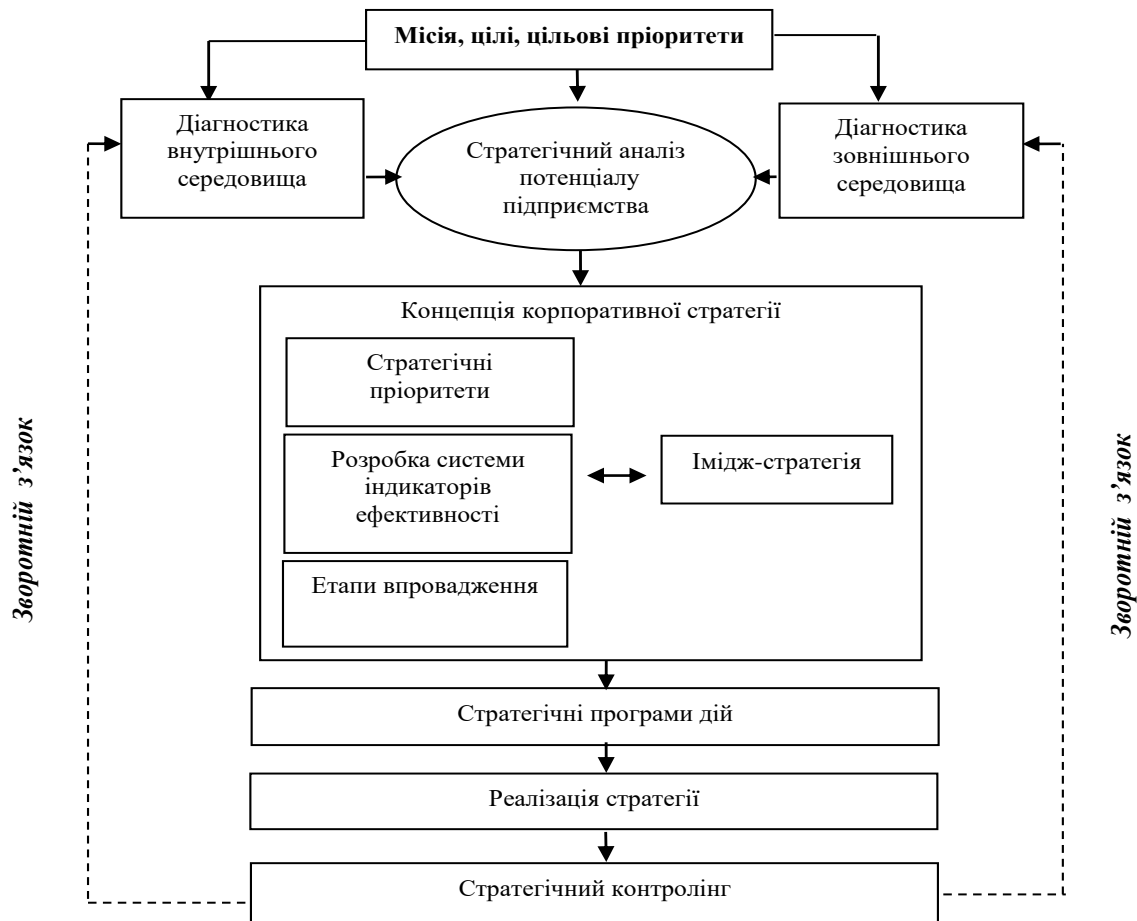 Місія, цілі, цільові пріоритети
Діагностика
внутрішнього
середовища
Стратегічний аналіз
потенціалу
підприємства
Діагностика
зовнішнього
середовища
Концепція корпоративної стратегії
Стратегічні
пріоритети
Розробка системи
індикаторів
ефективності
Імідж-стратегія
Етапи впровадження
Стратегічні програми дій
Реалізація стратегії
Стратегічний контролінг
Зворотній з’язок
Зворотній з’язок